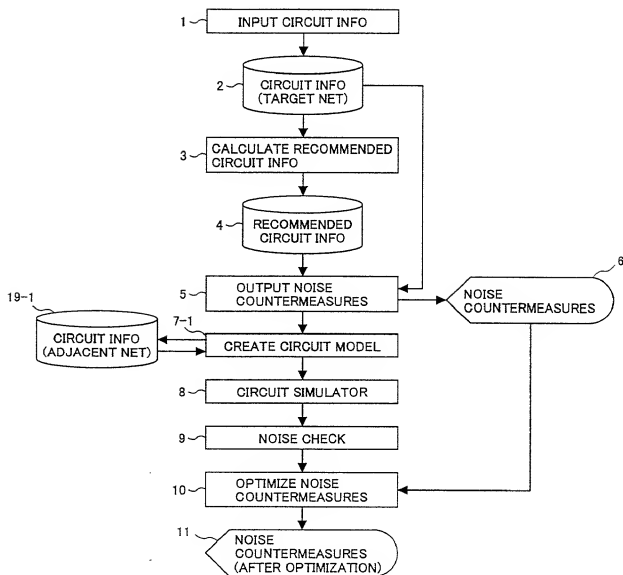 1
INPUT CIRCUIT INFO
2
CIRCUIT INFO
(TARGET NET)
3
CALCULATE RECOMMENDED
CIRCUIT INFO
4
RECOMMENDED
CIRCUIT INFO
5
OUTPUT NOISE
COUNTERMEASURES
6
NOISE
COUNTERMEASURES
19-1
CIRCUIT INFO
(ADJACENT NET)
7-1
CREATE CIRCUIT MODEL
8
CIRCUIT SIMULATOR
9
NOISE CHECK
10
OPTIMIZE NOISE
COUNTERMEASURES
11
NOISE
COUNTERMEASURES
(AFTER OPTIMIZATION)